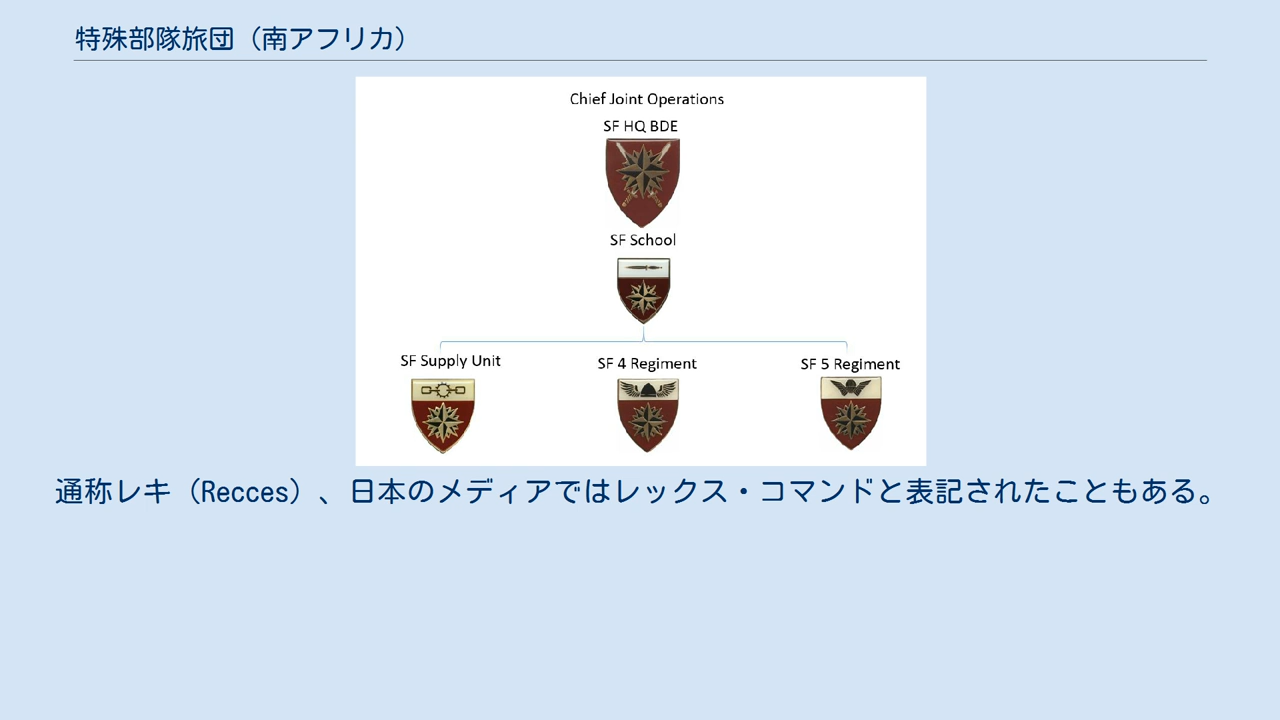 特殊部隊旅団（南アフリカ）
Chief Joint Operations
SF HQ BDE
SF School
SF Supply Unit
SF 4 Regiment
SF 5 Regiment
通称レキ（Recces）、日本のメディアではレックス・コマンドと表記されたこともある。